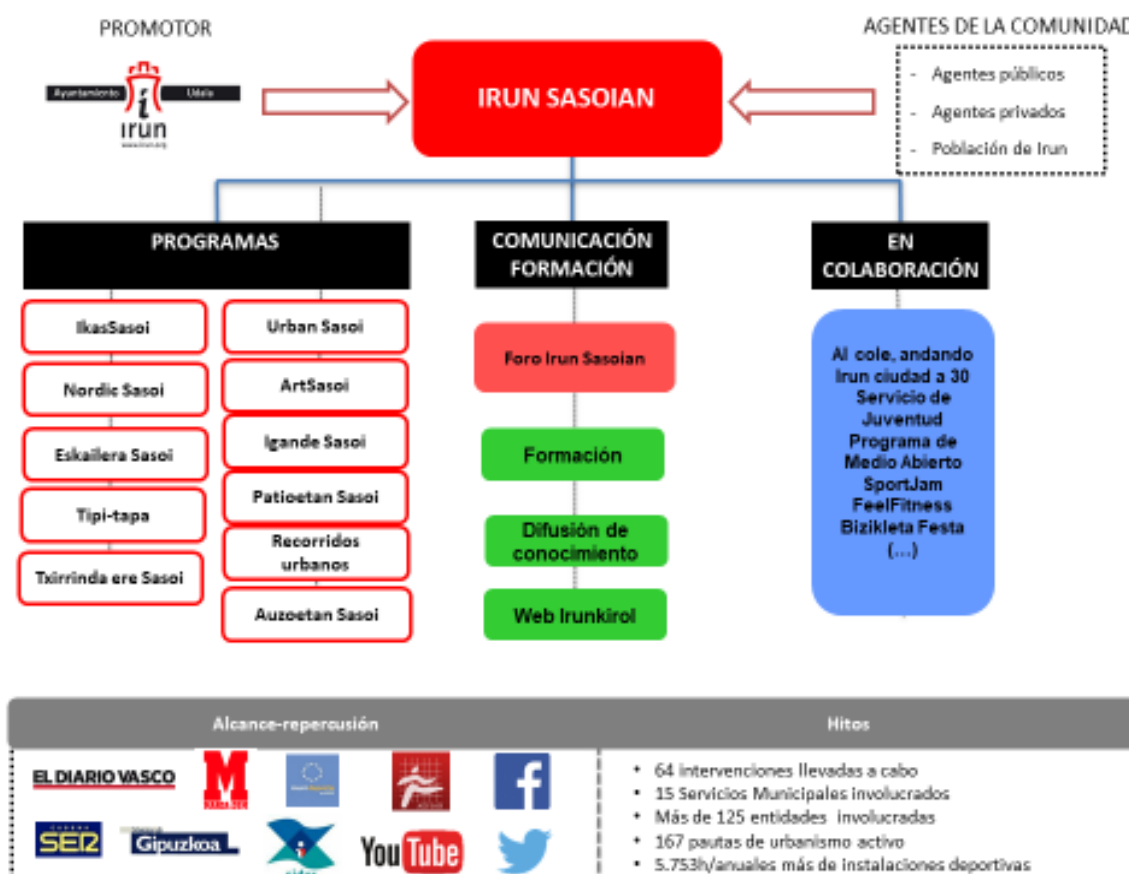 PROMOTOR
AGENTES DE LA COMUNIDAD
Ayuntamiento
Udala
irun
www.irun.org
IRUN SASOIAN
- Agentes públicos
- Agentes privados
- Población de Irun
PROGRAMAS
IkasSasoi
Nordic Sasoi
Eskailera Sasoi
Tipi-tapa
Txirrinda ere Sasoi
Urban Sasoi
ArtSasoi
Igande Sasoi
Patioetan Sasoi
Recorridos
urbanos
Auzoetan Sasoi
COMUNICACIÓN
FORMACIÓN
Foro Irun Sasoian
Formación
Difusión de
conocimiento
Web Irunkirol
EN
COLABORACIÓN
Al cole, andando
Irun ciudad a 30
Servicio de
Juventud
Programa de
Medio Abierto
SportJam
FeelFitness
Bizikleta Festa
(...)
Alcance-repercusión
EL DIARIO VASCO
M
f
SER
Gipuzkoa
YouTube
Hitos
• 64 intervenciones llevadas a cabo
• 15 Servicios Municipales involucrados
• Más de 125 entidades involucradas
• 167 pautas de urbanismo activo
• 5.753h/anuales más de instalaciones deportivas